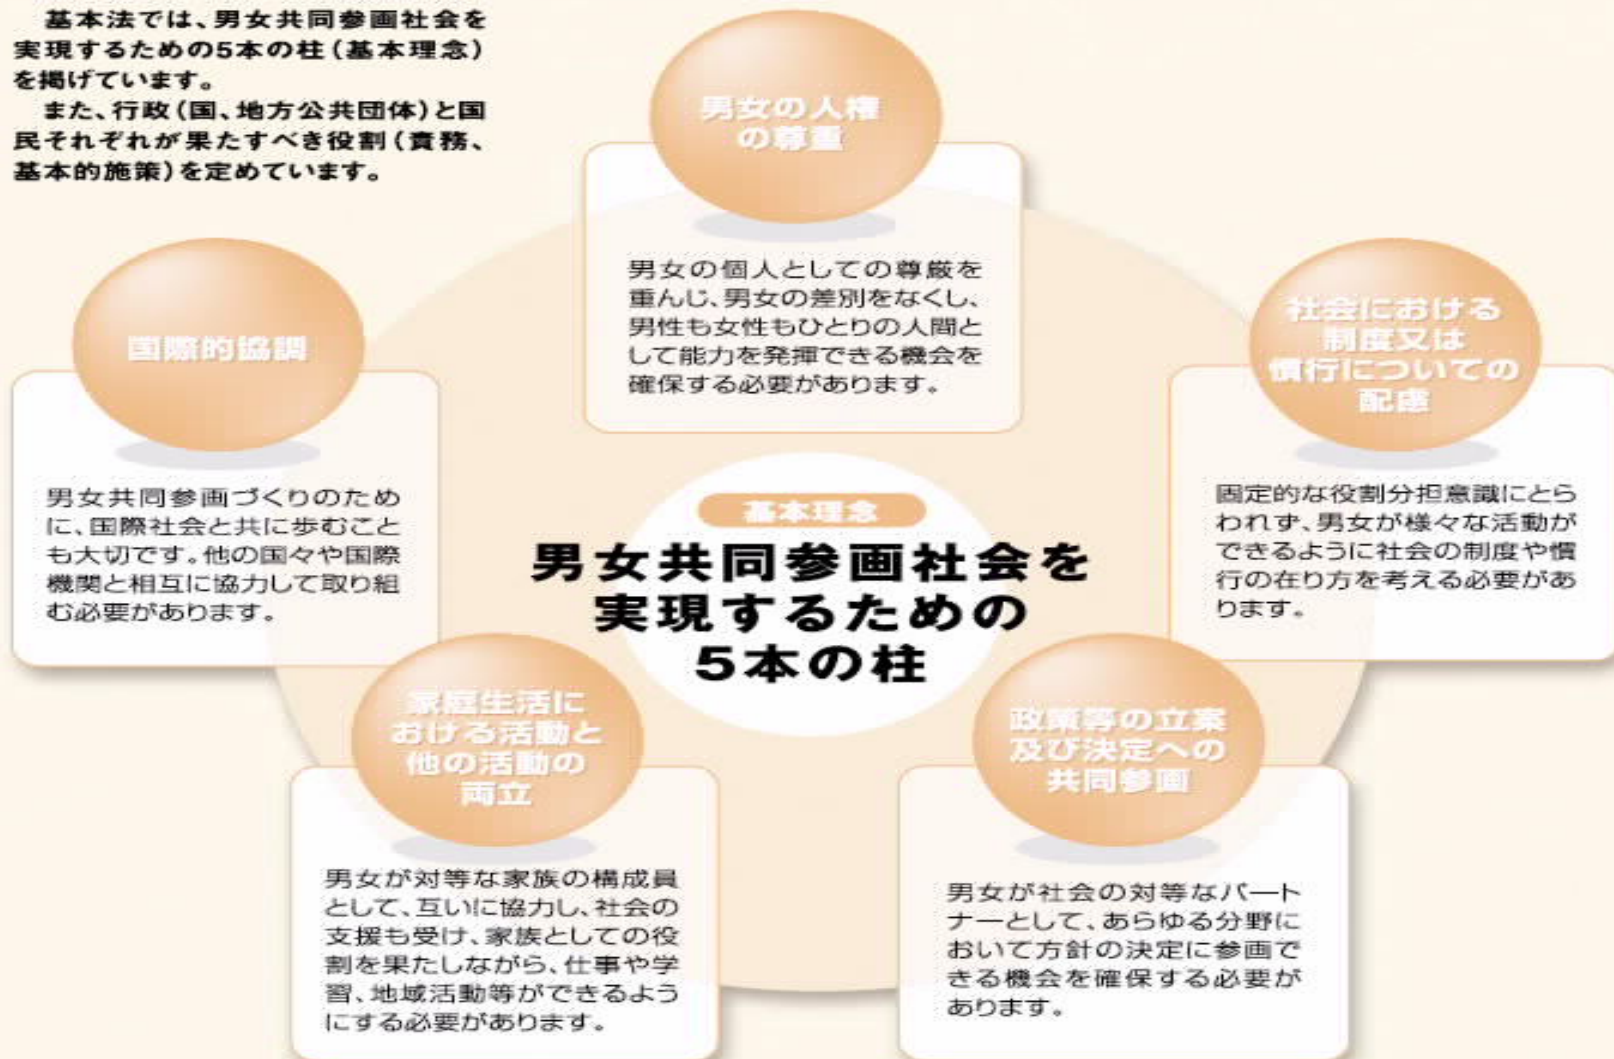 基本法では、男女共同参画社会を
実現するための5本の柱（基本理念）
を掲げています。
また、行政（国、地方公共団体）と国
民それぞれが果たすべき役割（責務、
基本的施策）を定めています。
男女の人権
の尊重
男女の個人としての尊厳を
重んじ、男女の差別をなくし、
男性も女性もひとりの人間と
して能力を発揮できる機会を
確保する必要があります。
社会における
制度又は
慣行についての
配慮
固定的な役割分担意識にとら
われず、男女が様々な活動が
できるように社会の制度や慣
行の在り方を考える必要があ
ります。
政策等の立案
及び決定への
共同参画
男女が社会の対等なパート
ナーとして、あらゆる分野に
おいて方針の決定に参画で
きる機会を確保する必要が
あります。
家庭生活に
おける活動と
他の活動の
両立
男女が対等な家族の構成員
として、互いに協力し、社会の
支援も受け、家族としての役
割を果たしながら、仕事や学
習、地域活動等ができるよう
にする必要があります。
国際的協調
男女共同参画づくりのため
に、国際社会と共に歩むこと
も大切です。他の国々や国際
機関と相互に協力して取り組
む必要があります。
基本理念
男女共同参画社会を
実現するための
5本の柱